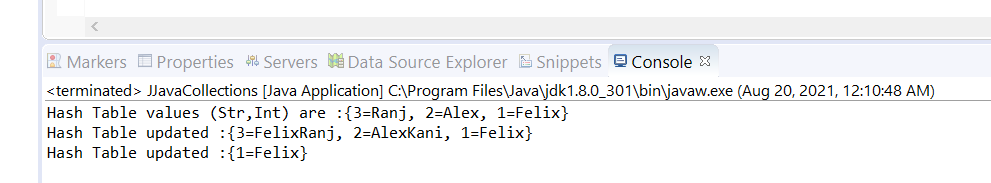 Markers Properties Servers Data Source Explorer Snippets Console
<terminated> JJavaCollections [Java Application] C:\Program Files\Java\jdk1.8.0_301\bin\javaw.exe (Aug 20, 2021, 12:10:48 AM)
Hash Table values (Str,Int) are :{3=Ranj, 2=Alex, 1=Felix}
Hash Table updated :{3=FelixRanj, 2=AlexKani, 1=Felix}
Hash Table updated :{1=Felix}